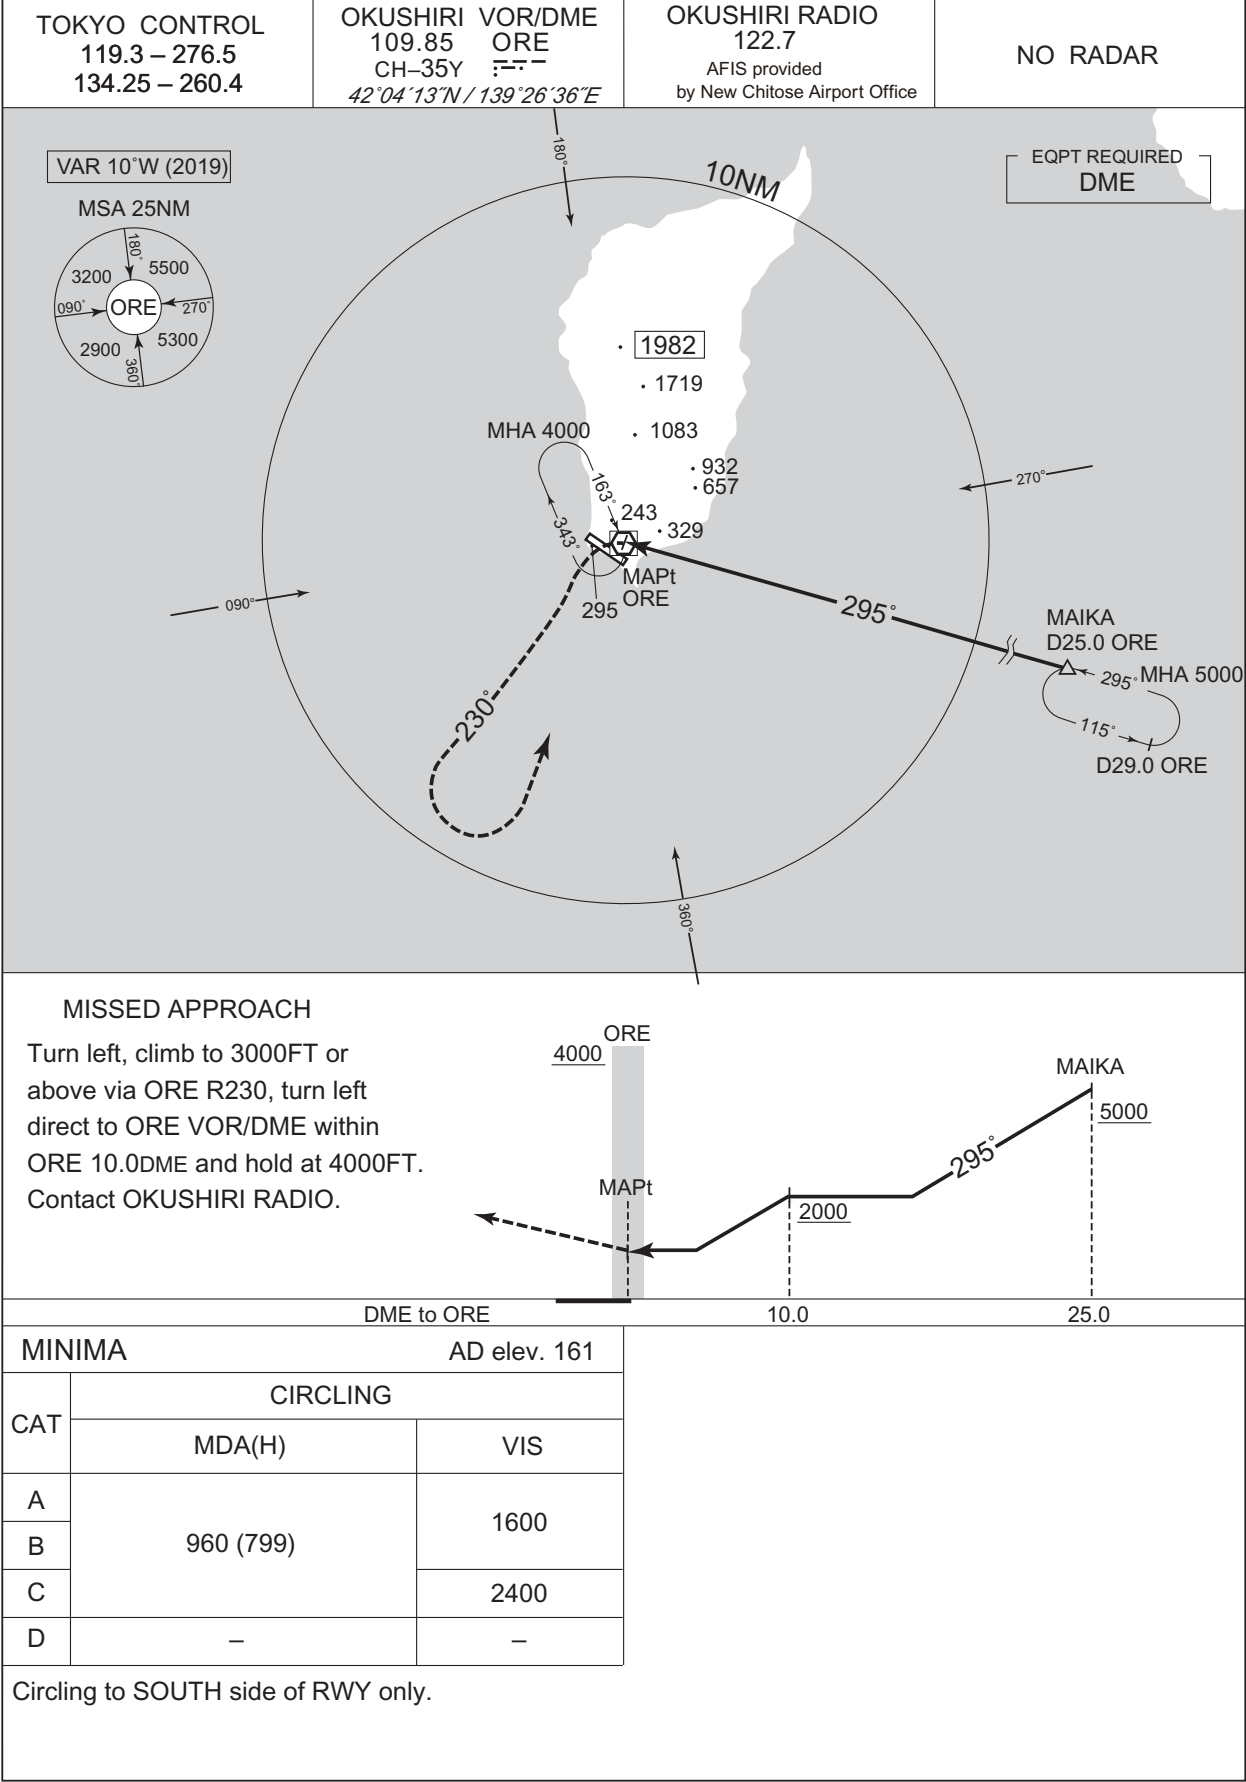 TOKYO CONTROL
119.3 – 276.5
134.25 – 260.4
OKUSHIRI VOR/DME
109.85 ORE
CH–35Y
42°04′13″N / 139°26′36″E
OKUSHIRI RADIO
122.7
AFIS provided
by New Chitose Airport Office
NO RADAR
VAR 10°W (2019)
MSA 25NM
180°
3200
5500
090°
ORE
270°
2900
5300
360°
180°
10NM
EQPT REQUIRED
DME
1982
1719
MHA 4000
1083
932
657
163°
243
329
343°
270°
MAPt
ORE
295
090°
295°
MAIKA
D25.0 ORE
295° MHA 5000
115°
D29.0 ORE
230°
360°
MISSED APPROACH
Turn left, climb to 3000FT or
above via ORE R230, turn left
direct to ORE VOR/DME within
ORE 10.0DME and hold at 4000FT.
Contact OKUSHIRI RADIO.
ORE
4000
MAIKA
5000
295°
MAPt
2000
DME to ORE 10.0 25.0
MINIMA AD elev. 161
CAT
CIRCLING
MDA(H) VIS
A
B
960 (799)
1600
C 2400
D – –
Circling to SOUTH side of RWY only.